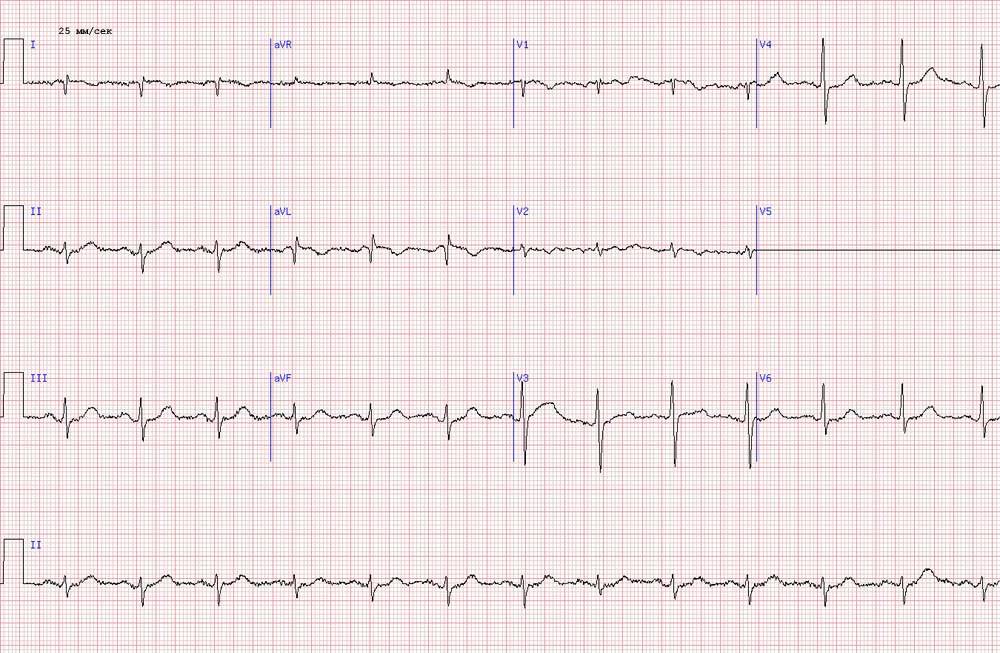 25 мм/сек
I aVR V1 V4
II aVL V2 V5
III aVF V3 V6
II